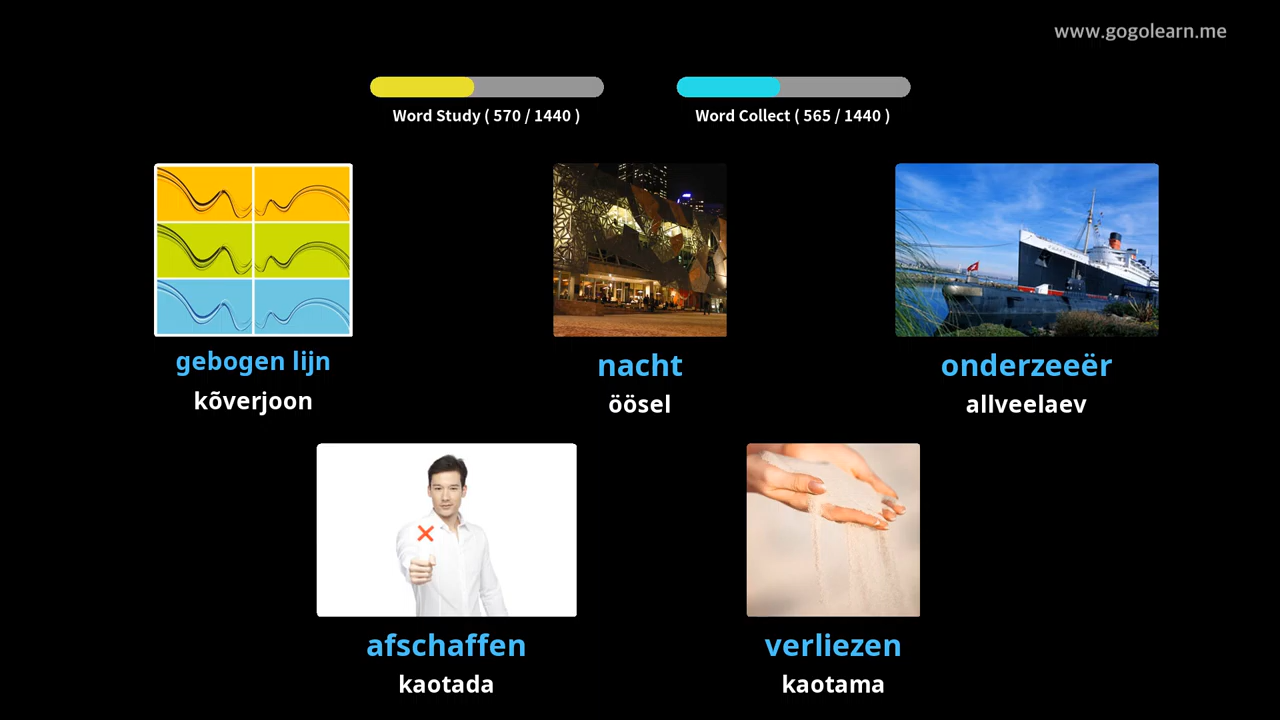 www.gogolearn.me
Word Study ( 570 / 1440 )
Word Collect ( 565 / 1440 )
gebogen lijn
kõverjoon
nacht
öösel
onderzeeër
allveelaev
afschaffen
kaotada
verliezen
kaotama